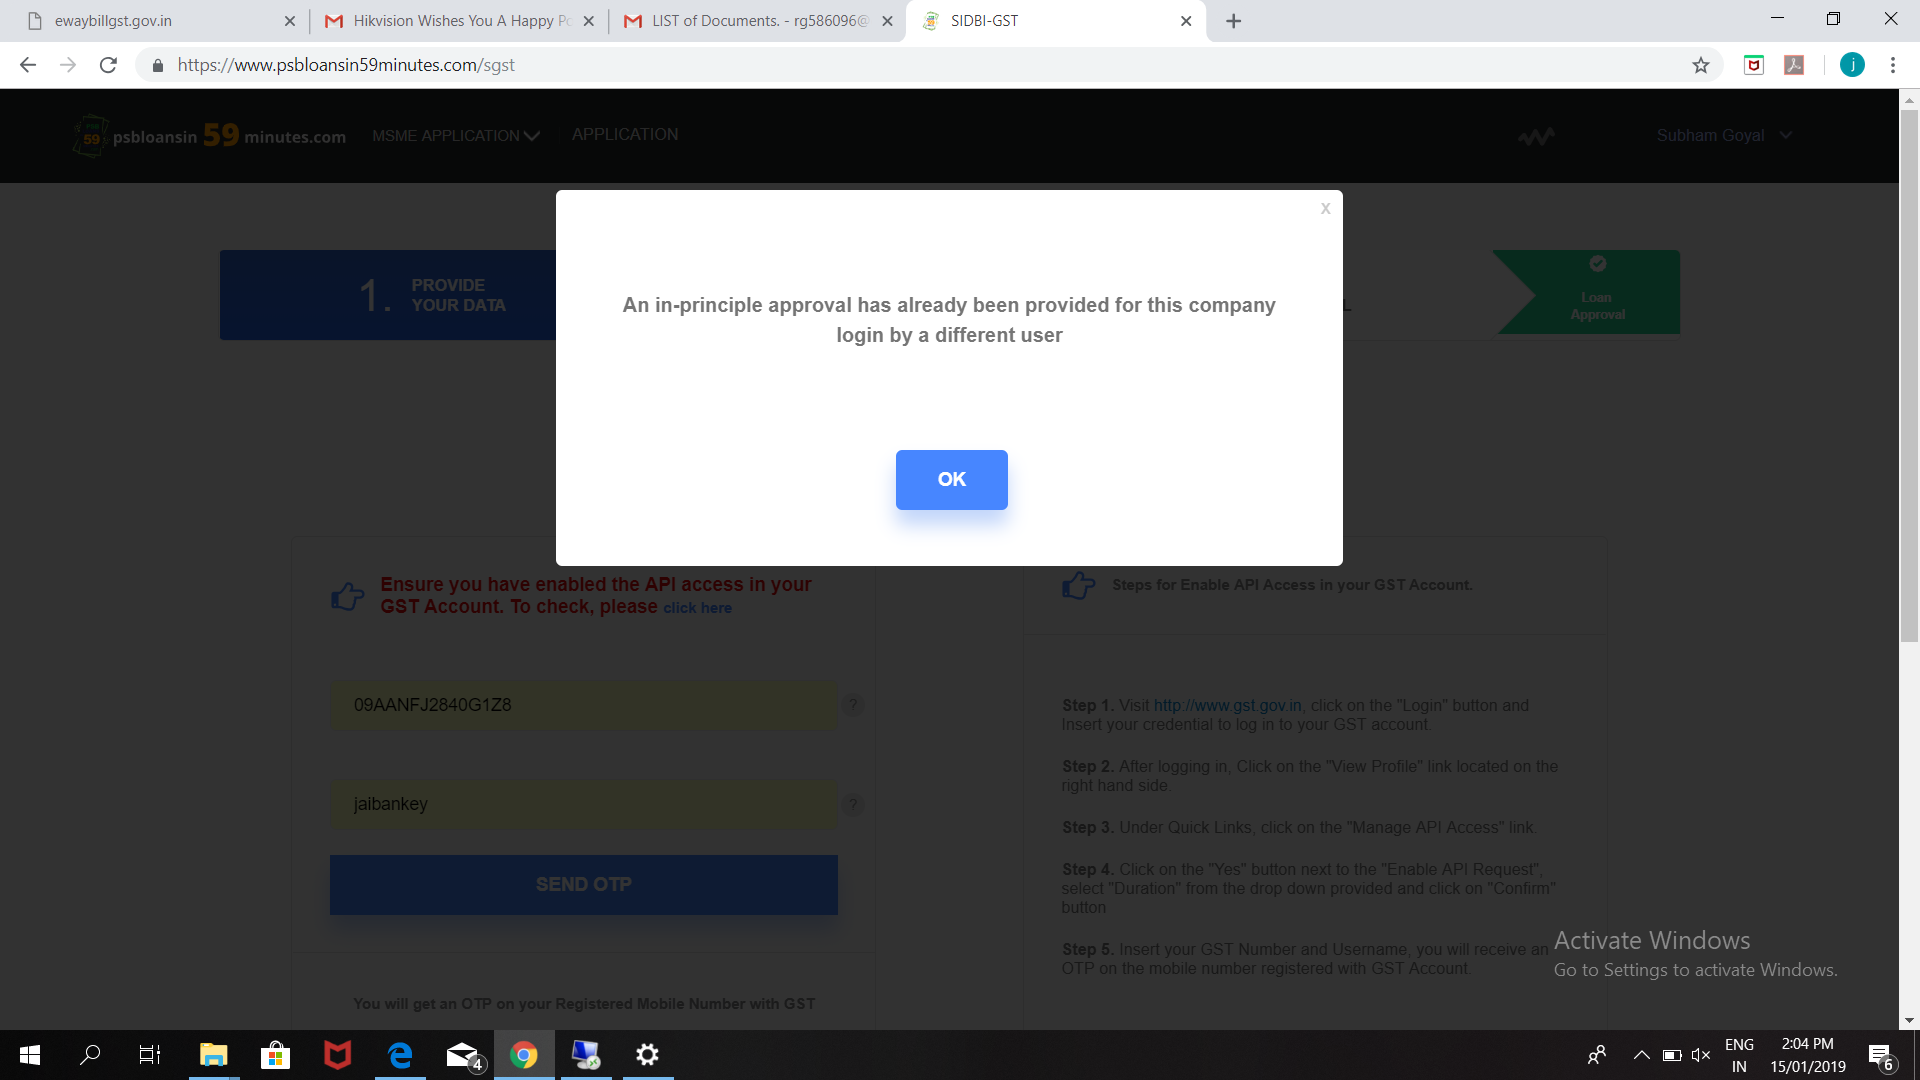 ewaybillgst.gov.in
Hikvision Wishes You A Happy Po
LIST of Documents. - rg586096@
SIDBI-GST
https://www.psbloansin59minutes.com/sgst
j
psbloansin 59 minutes.com
MSME APPLICATION
APPLICATION
Subham Goyal
x
An in-principle approval has already been provided for this company
login by a different user
OK
1. PROVIDE
YOUR DATA
L
Loan
Approval
Ensure you have enabled the API access in your
GST Account. To check, please click here
09AANFJ2840G1Z8
?
jaibankey
?
SEND OTP
You will get an OTP on your Registered Mobile Number with GST
Steps for Enable API Access in your GST Account.
Step 1. Visit http://www.gst.gov.in, click on the "Login" button and
Insert your credential to log in to your GST account.
Step 2. After logging in, Click on the "View Profile" link located on the
right hand side.
Step 3. Under Quick Links, click on the "Manage API Access" link.
Step 4. Click on the "Yes" button next to the "Enable API Request",
select "Duration" from the drop down provided and click on "Confirm"
button
Step 5. Insert your GST Number and Username, you will receive an
OTP on the mobile number registered with GST Account.
Activate Windows
Go to Settings to activate Windows.
4
ENG
IN
2:04 PM
15/01/2019
6